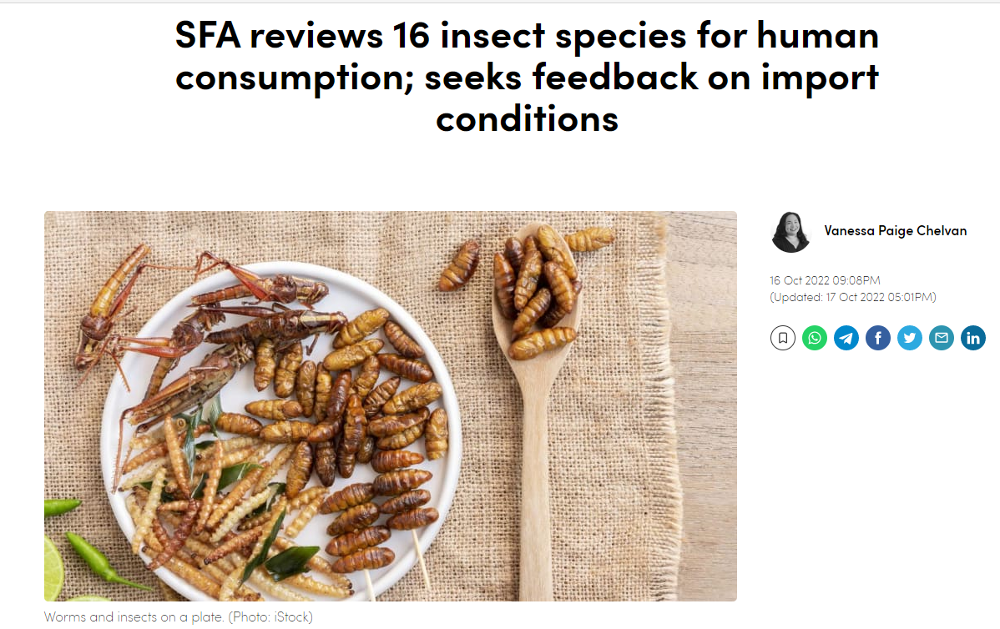 SFA reviews 16 insect species for human
consumption; seeks feedback on import
conditions
Vanessa Paige Chelvan
16 Oct 2022 09:08PM
(Updated: 17 Oct 2022 05:01PM)
f
in
Worms and insects on a plate. (Photo: iStock)